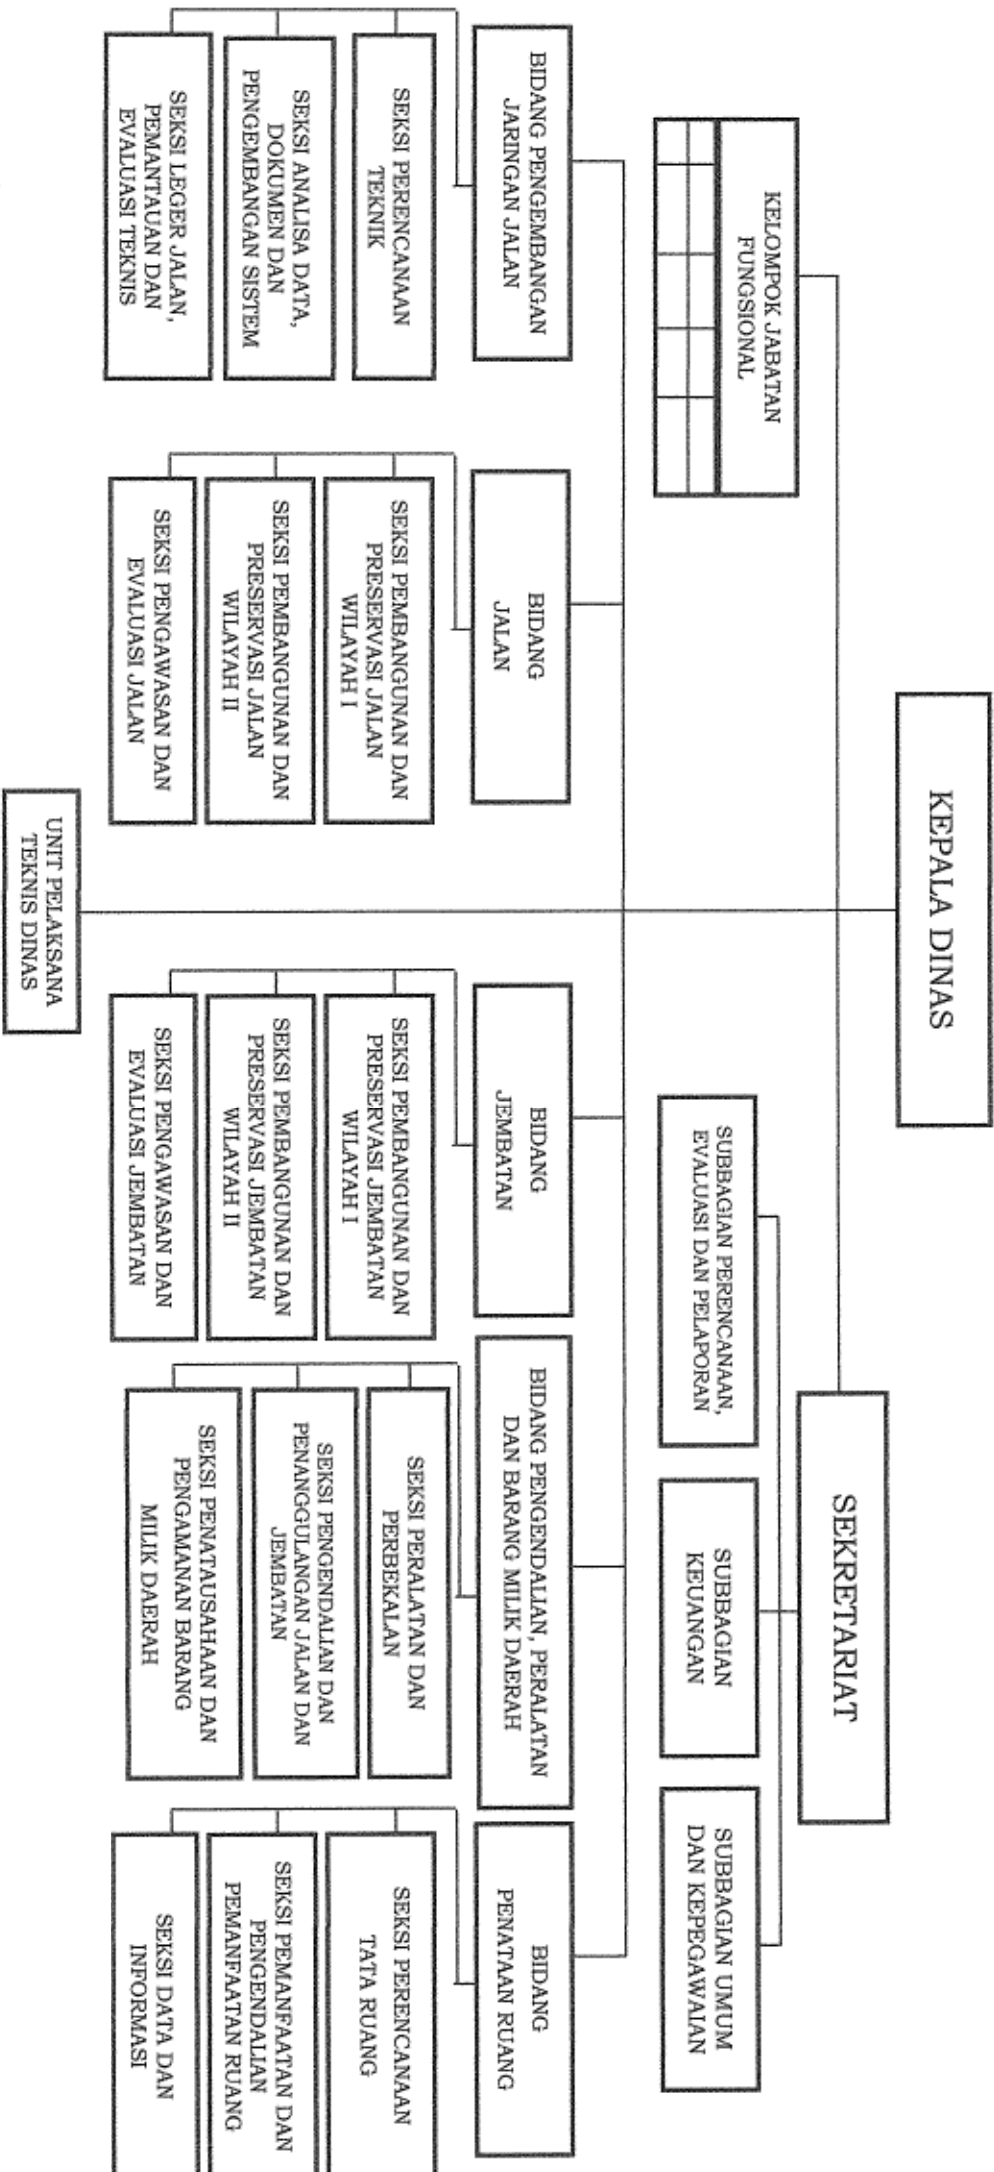 KEPALA DINAS
KELOMPOK JABATAN
FUNGSIONAL
SEKRETARIAT
SUBBAGIAN PERENCANAAN,
EVALUASI DAN PELAPORAN
SUBBAGIAN
KEUANGAN
SUBBAGIAN UMUM
DAN KEPEGAWAIAN
BIDANG PENGEMBANGAN
JARINGAN JALAN
SEKSI PERENCANAAN
TEKNIK
SEKSI ANALISA DATA,
DOKUMEN DAN
PENGEMBANGAN SISTEM
SEKSI LEGER JALAN,
PEMANTAUAN DAN
EVALUASI TEKNIS
BIDANG
JALAN
SEKSI PEMBANGUNAN DAN
PRESERVASI JALAN
WILAYAH I
SEKSI PEMBANGUNAN DAN
PRESERVASI JALAN
WILAYAH II
SEKSI PENGAWASAN DAN
EVALUASI JALAN
BIDANG
JEMBATAN
SEKSI PEMBANGUNAN DAN
PRESERVASI JEMBATAN
WILAYAH I
SEKSI PEMBANGUNAN DAN
PRESERVASI JEMBATAN
WILAYAH II
SEKSI PENGAWASAN DAN
EVALUASI JEMBATAN
BIDANG PENGENDALIAN, PERALATAN
DAN BARANG MILIK DAERAH
SEKSI PERALATAN DAN
PERBEKALAN
SEKSI PENGENDALIAN DAN
PENANGGULANGAN JALAN DAN
JEMBATAN
SEKSI PENATAUSAHAAN DAN
PENGAMANAN BARANG
MILIK DAERAH
BIDANG
PENATAAN RUANG
SEKSI PERENCANAAN
TATA RUANG
SEKSI PEMANFAATAN DAN
PENGENDALIAN
PEMANFAATAN RUANG
SEKSI DATA DAN
INFORMASI
UNIT PELAKSANA
TEKNIS DINAS